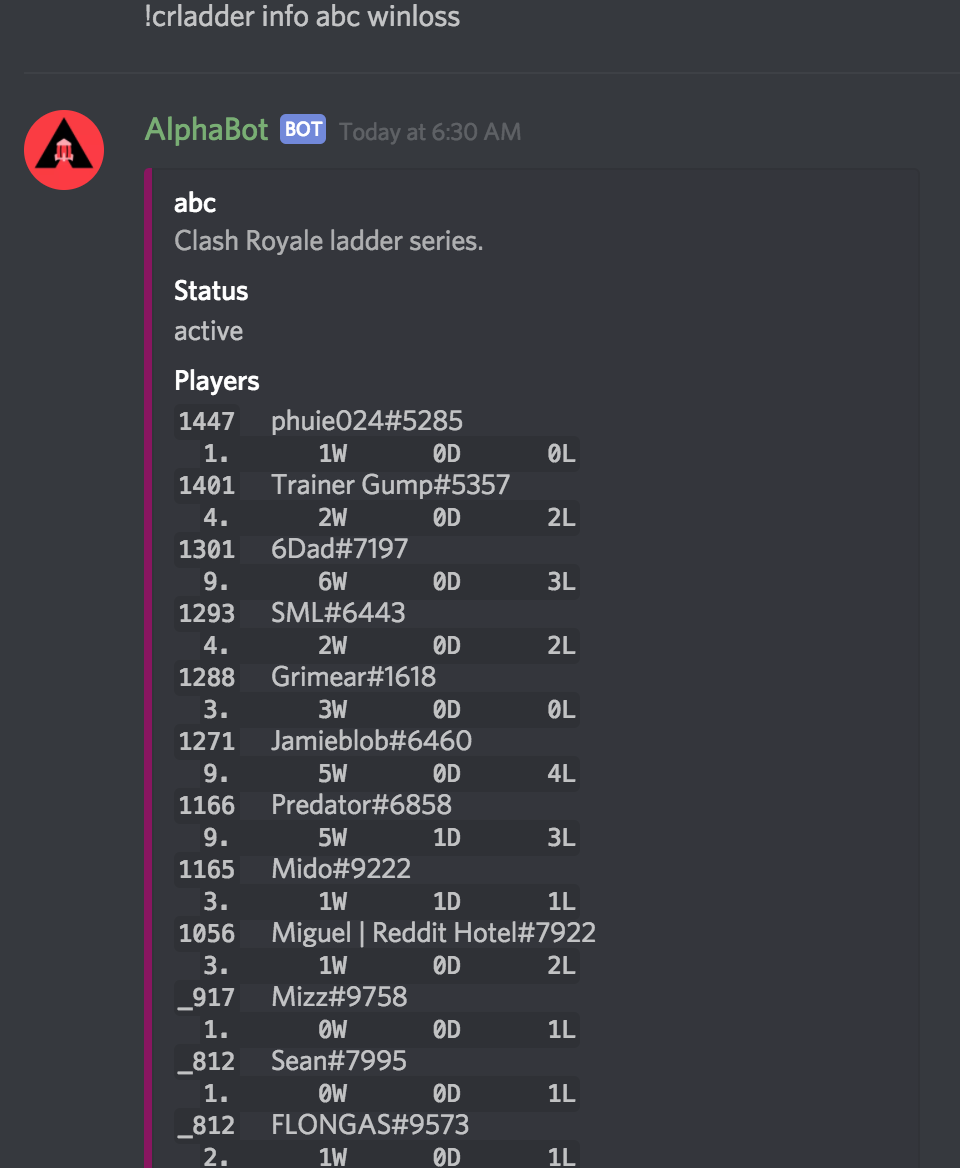 !crladder info abc winloss
AlphaBot BOT Today at 6:30 AM
abc
Clash Royale ladder series.
Status
active
Players
1447 phuie024#5285
1. 1W 0D 0L
1401 Trainer Gump#5357
4. 2W 0D 2L
1301 6Dad#7197
9. 6W 0D 3L
1293 SML#6443
4. 2W 0D 2L
1288 Grimear#1618
3. 3W 0D 0L
1271 Jamieblob#6460
9. 5W 0D 4L
1166 Predator#6858
9. 5W 1D 3L
1165 Mido#9222
3. 1W 1D 1L
1056 Miguel | Reddit Hotel#7922
3. 1W 0D 2L
_917 Mizz#9758
1. 0W 0D 1L
_812 Sean#7995
1. 0W 0D 1L
_812 FLONGAS#9573
2. 1W 0D 1L